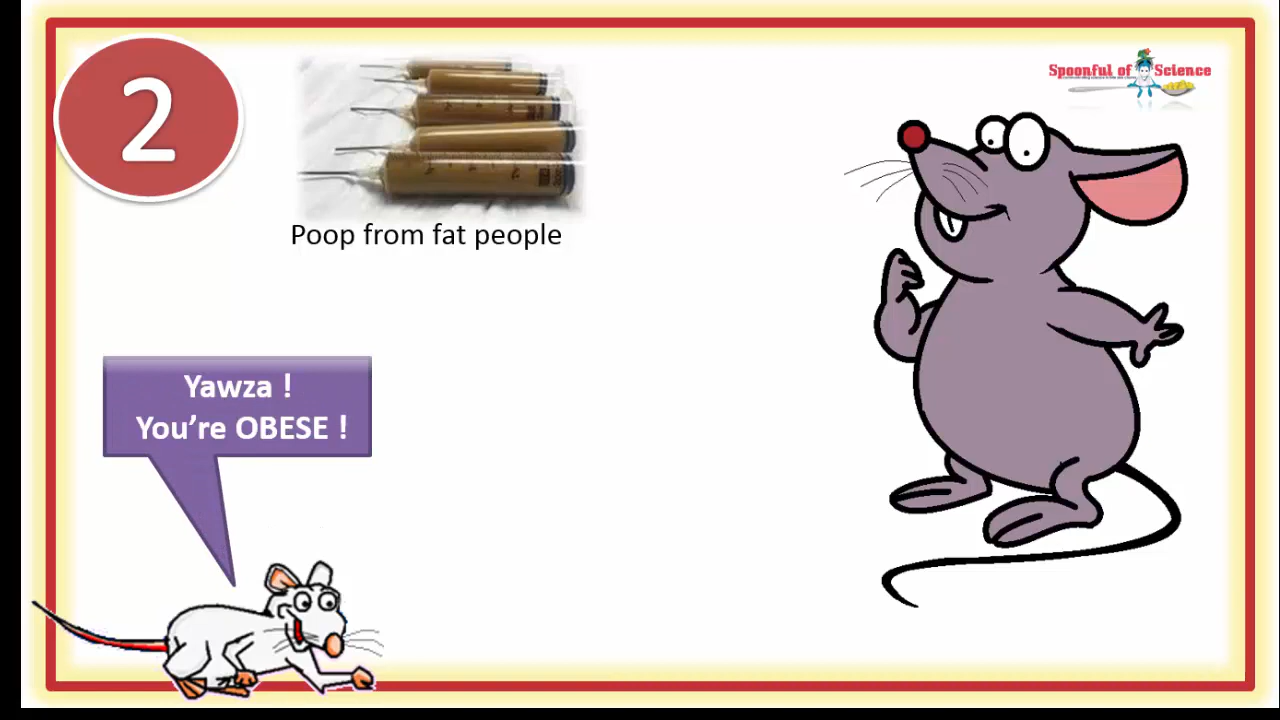 2
Spoonful of Science
Poop from fat people
Yawza !
You're OBESE !